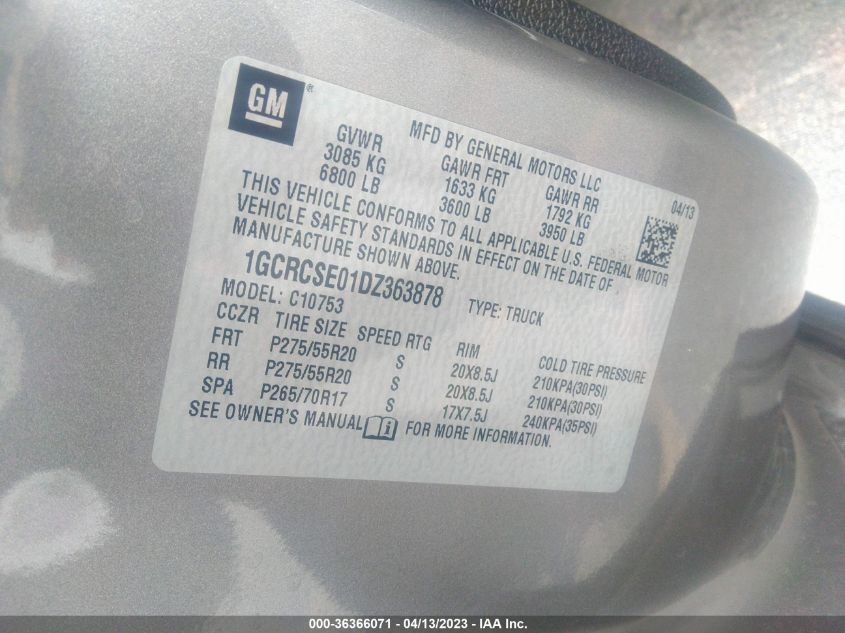 GM®
MFD BY GENERAL MOTORS LLC 04/13
GVWR GAWR FRT GAWR RR
3085 KG 1633 KG 1792 KG
6800 LB 3600 LB 3950 LB
THIS VEHICLE CONFORMS TO ALL APPLICABLE U.S. FEDERAL MOTOR
VEHICLE SAFETY STANDARDS IN EFFECT ON THE DATE OF
MANUFACTURE SHOWN ABOVE.
1GCRCSE01DZ363878 TYPE: TRUCK
MODEL: C10753
CCZR TIRE SIZE SPEED RTG RIM COLD TIRE PRESSURE
FRT P275/55R20 S 20X8.5J 210KPA(30PSI)
RR P275/55R20 S 20X8.5J 210KPA(30PSI)
SPA P265/70R17 S 17X7.5J 240KPA(35PSI)
SEE OWNER'S MANUAL FOR MORE INFORMATION.
000-36366071 - 04/13/2023 - IAA Inc.